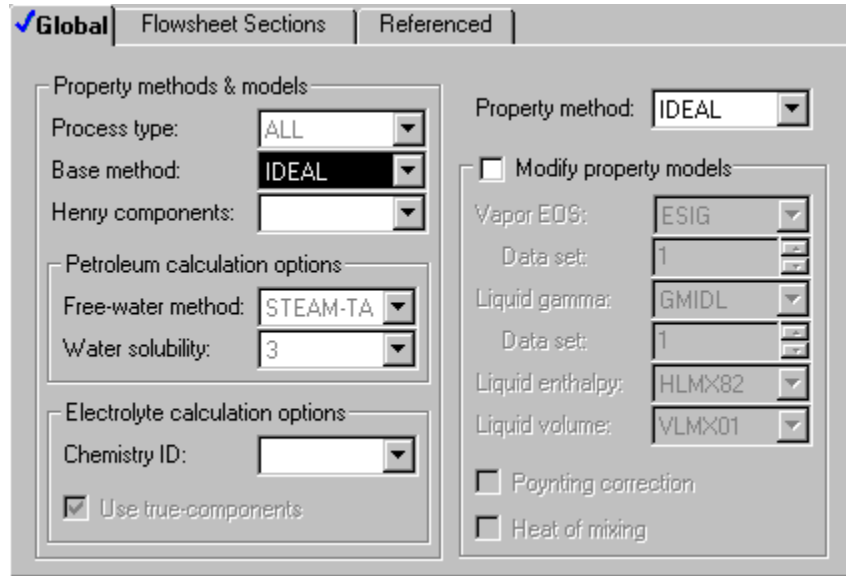 Global Flowsheet Sections Referenced
Property methods & models
Process type: ALL
Base method: IDEAL
Henry components:
Petroleum calculation options
Free-water method: STEAM-TA
Water solubility: 3
Electrolyte calculation options
Chemistry ID:
Use true-components
Property method: IDEAL
Modify property models
Vapor EOS: ESIG
Data set: 1
Liquid gamma: GMIDL
Data set: 1
Liquid enthalpy: HLMX82
Liquid volume: VLMX01
Poynting correction
Heat of mixing